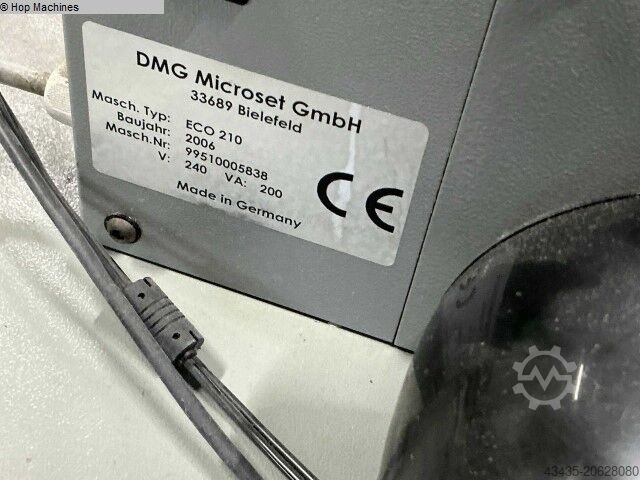 ® Hop Machines
DMG Microset GmbH
33689 Bielefeld
Masch. Typ: ECO 210
Baujahr: 2006
Masch.Nr: 99510005838
V: 240 VA: 200
Made in Germany
CE
43435-20628080